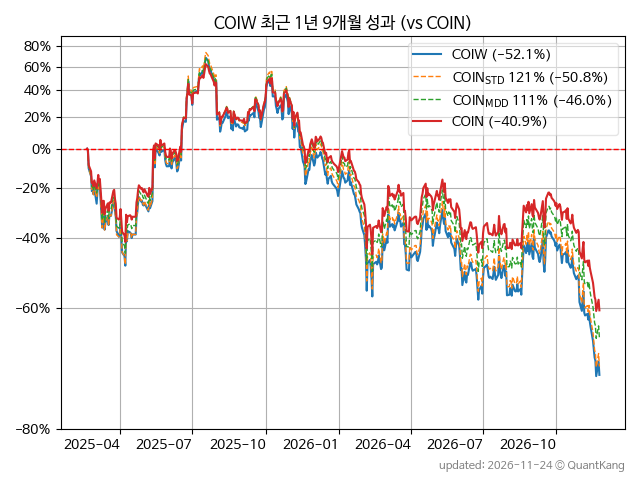 COIW 최근 1년 9개월 성과 (vs COIN)
80%
60%
40%
20%
0%
−20%
−40%
−60%
−80%
COIW (−52.1%)
COIN_STD 121% (−50.8%)
COIN_MDD 111% (−46.0%)
COIN (−40.9%)
2025-04 2025-07 2025-10 2026-01 2026-04 2026-07 2026-10
updated: 2026-11-24 © QuantKang